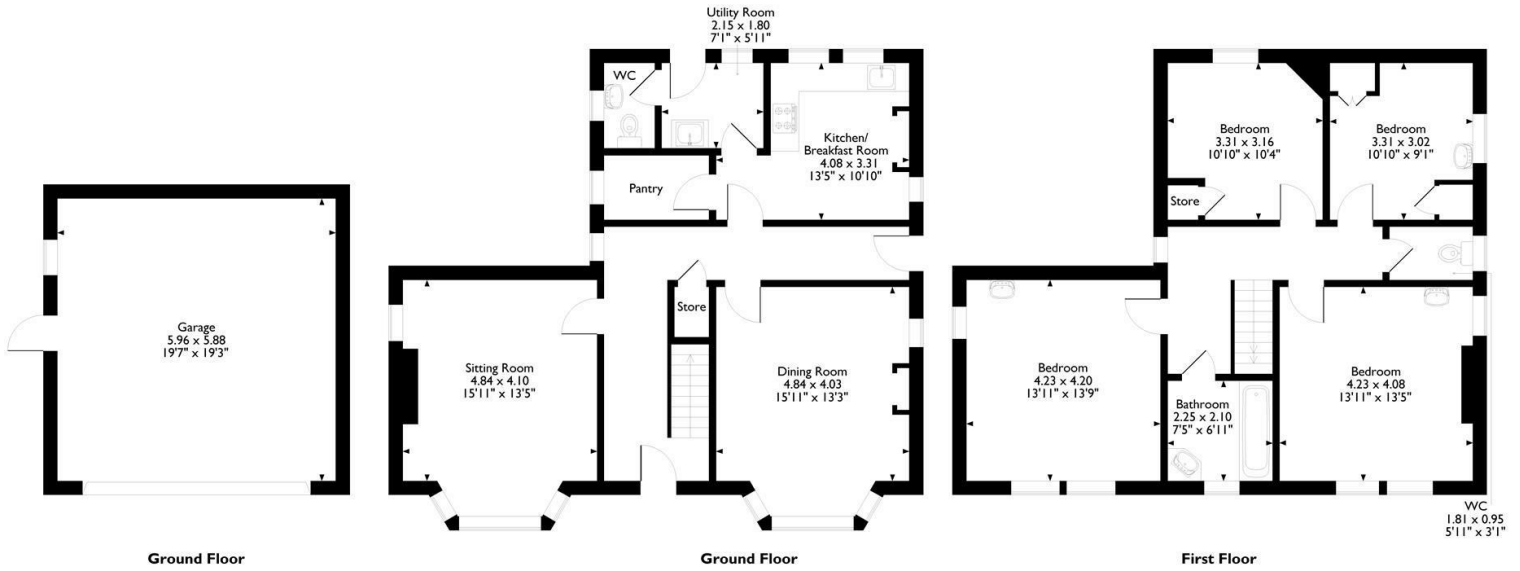 Utility Room
2.15 x 1.80
7'1" x 5'11"
WC
Kitchen/
Breakfast Room
4.08 x 3.31
13'5" x 10'10"
Pantry
Bedroom
3.31 x 3.16
10'10" x 10'4"
Bedroom
3.31 x 3.02
10'10" x 9'1"
Store
Garage
5.96 x 5.88
19'7" x 19'3"
Store
Sitting Room
4.84 x 4.10
15'11" x 13'5"
Dining Room
4.84 x 4.03
15'11" x 13'3"
Bedroom
4.23 x 4.20
13'11" x 13'9"
Bathroom
2.25 x 2.10
7'5" x 6'11"
Bedroom
4.23 x 4.08
13'11" x 13'5"
WC
1.81 x 0.95
5'11" x 3'1"
Ground Floor
Ground Floor
First Floor